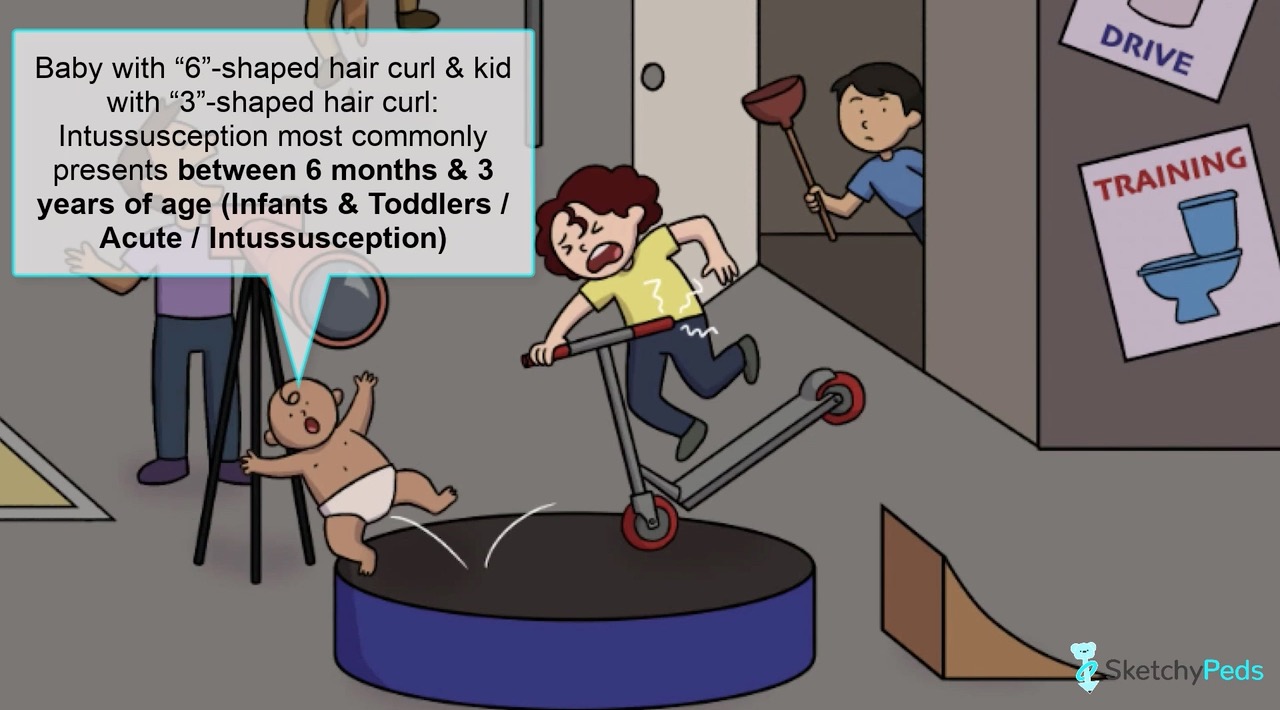 DRIVE
Baby with “6”-shaped hair curl & kid
with “3”-shaped hair curl:
Intussusception most commonly
presents between 6 months & 3
years of age (Infants & Toddlers /
Acute / Intussusception)
TRAINING
SketchyPeds